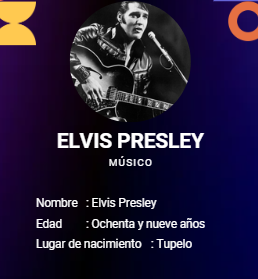 ELVIS PRESLEY
MÚSICO
Nombre : Elvis Presley
Edad : Ochenta y nueve años
Lugar de nacimiento : Tupelo